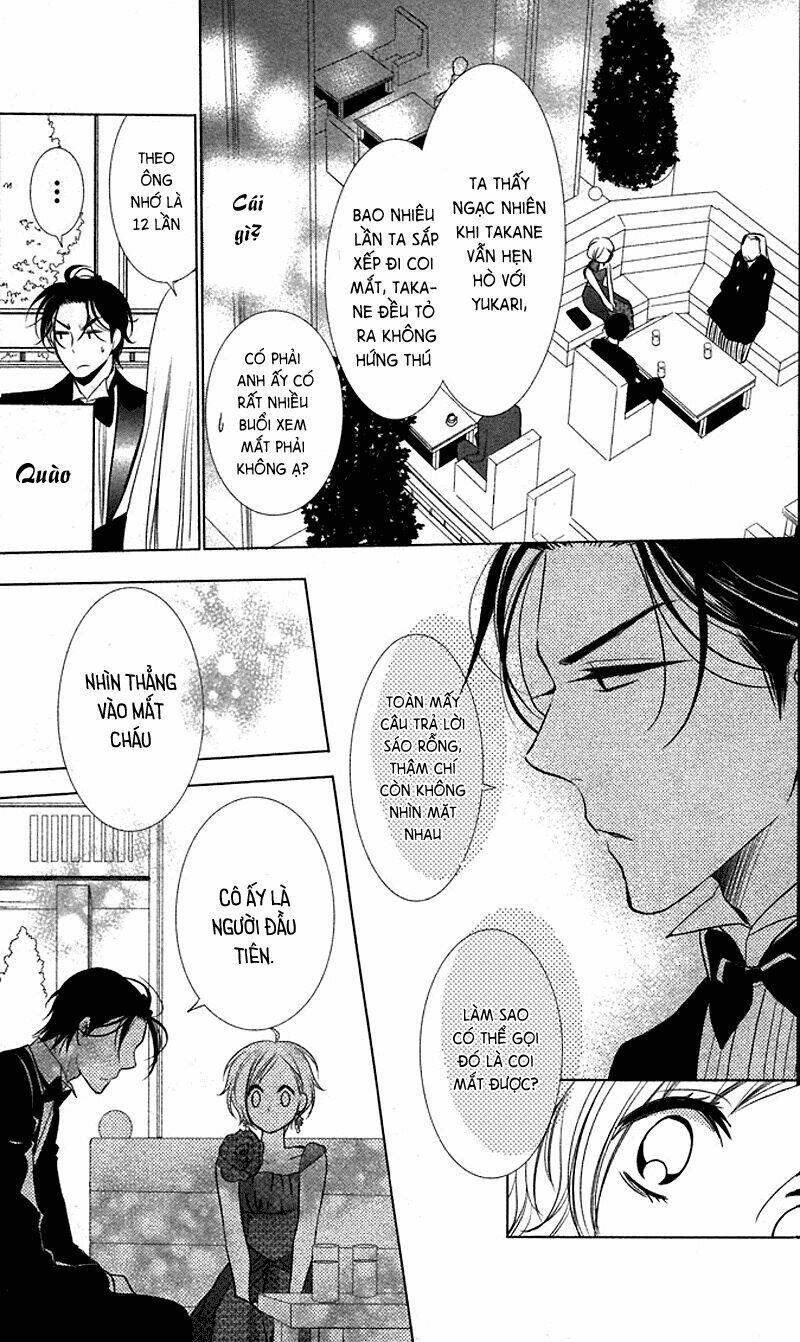 TA THẤY
NGẠC NHIÊN
KHI TAKANE
VẪN HẸN
HÒ VỚI
YUKARI,
BAO NHIÊU
LẦN TA SẮP
XẾP ĐI COI
MẮT, TAKA-
NE ĐỀU TỎ
RA KHÔNG
HỨNG THÚ
Cái
gì?
CÓ PHẢI
ANH ẤY CÓ
RẤT NHIỀU
BUỔI XEM
MẮT PHẢI
KHÔNG Ạ?
THEO
ÔNG
NHỚ LÀ
12 LẦN
...
Quào
TOÀN MẤY
CÂU TRẢ LỜI
SÁO RỖNG,
THẬM CHÍ
CÒN KHÔNG
NHÌN MẶT
NHAU
LÀM SAO
CÓ THỂ GỌI
ĐÓ LÀ COI
MẮT ĐƯỢC?
NHÌN THẲNG
VÀO MẮT
CHÁU
CÔ ẤY LÀ
NGƯỜI ĐẦU
TIÊN.